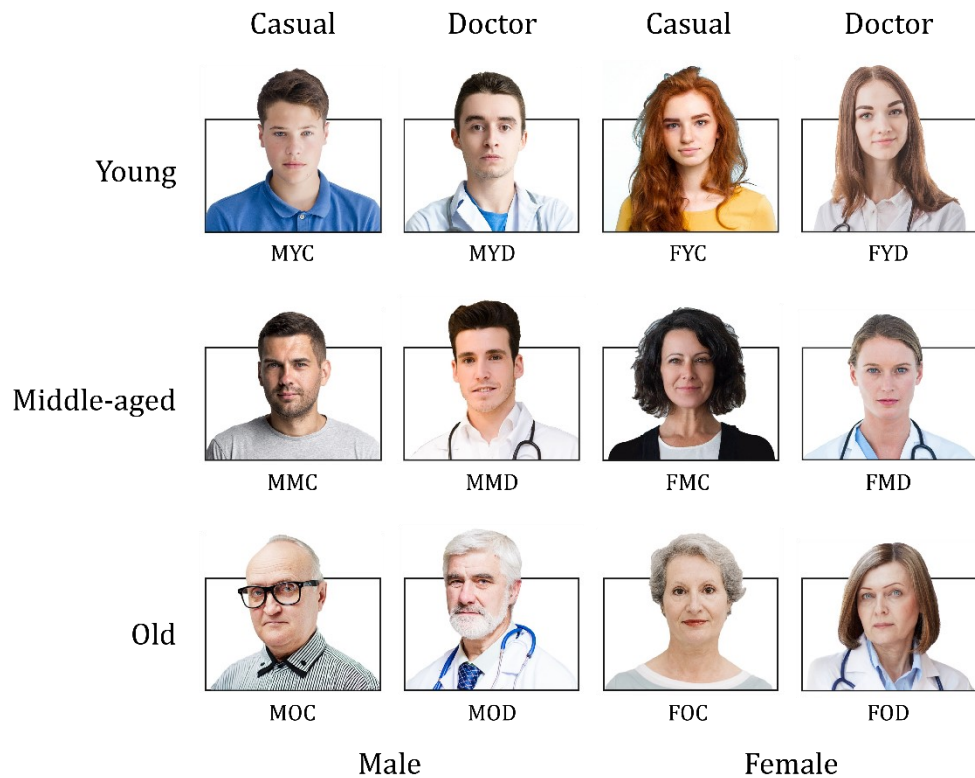 Casual Doctor Casual Doctor
Young
MYC MYD FYC FYD
Middle-aged
MMC MMD FMC FMD
Old
MOC MOD FOC FOD
Male Female